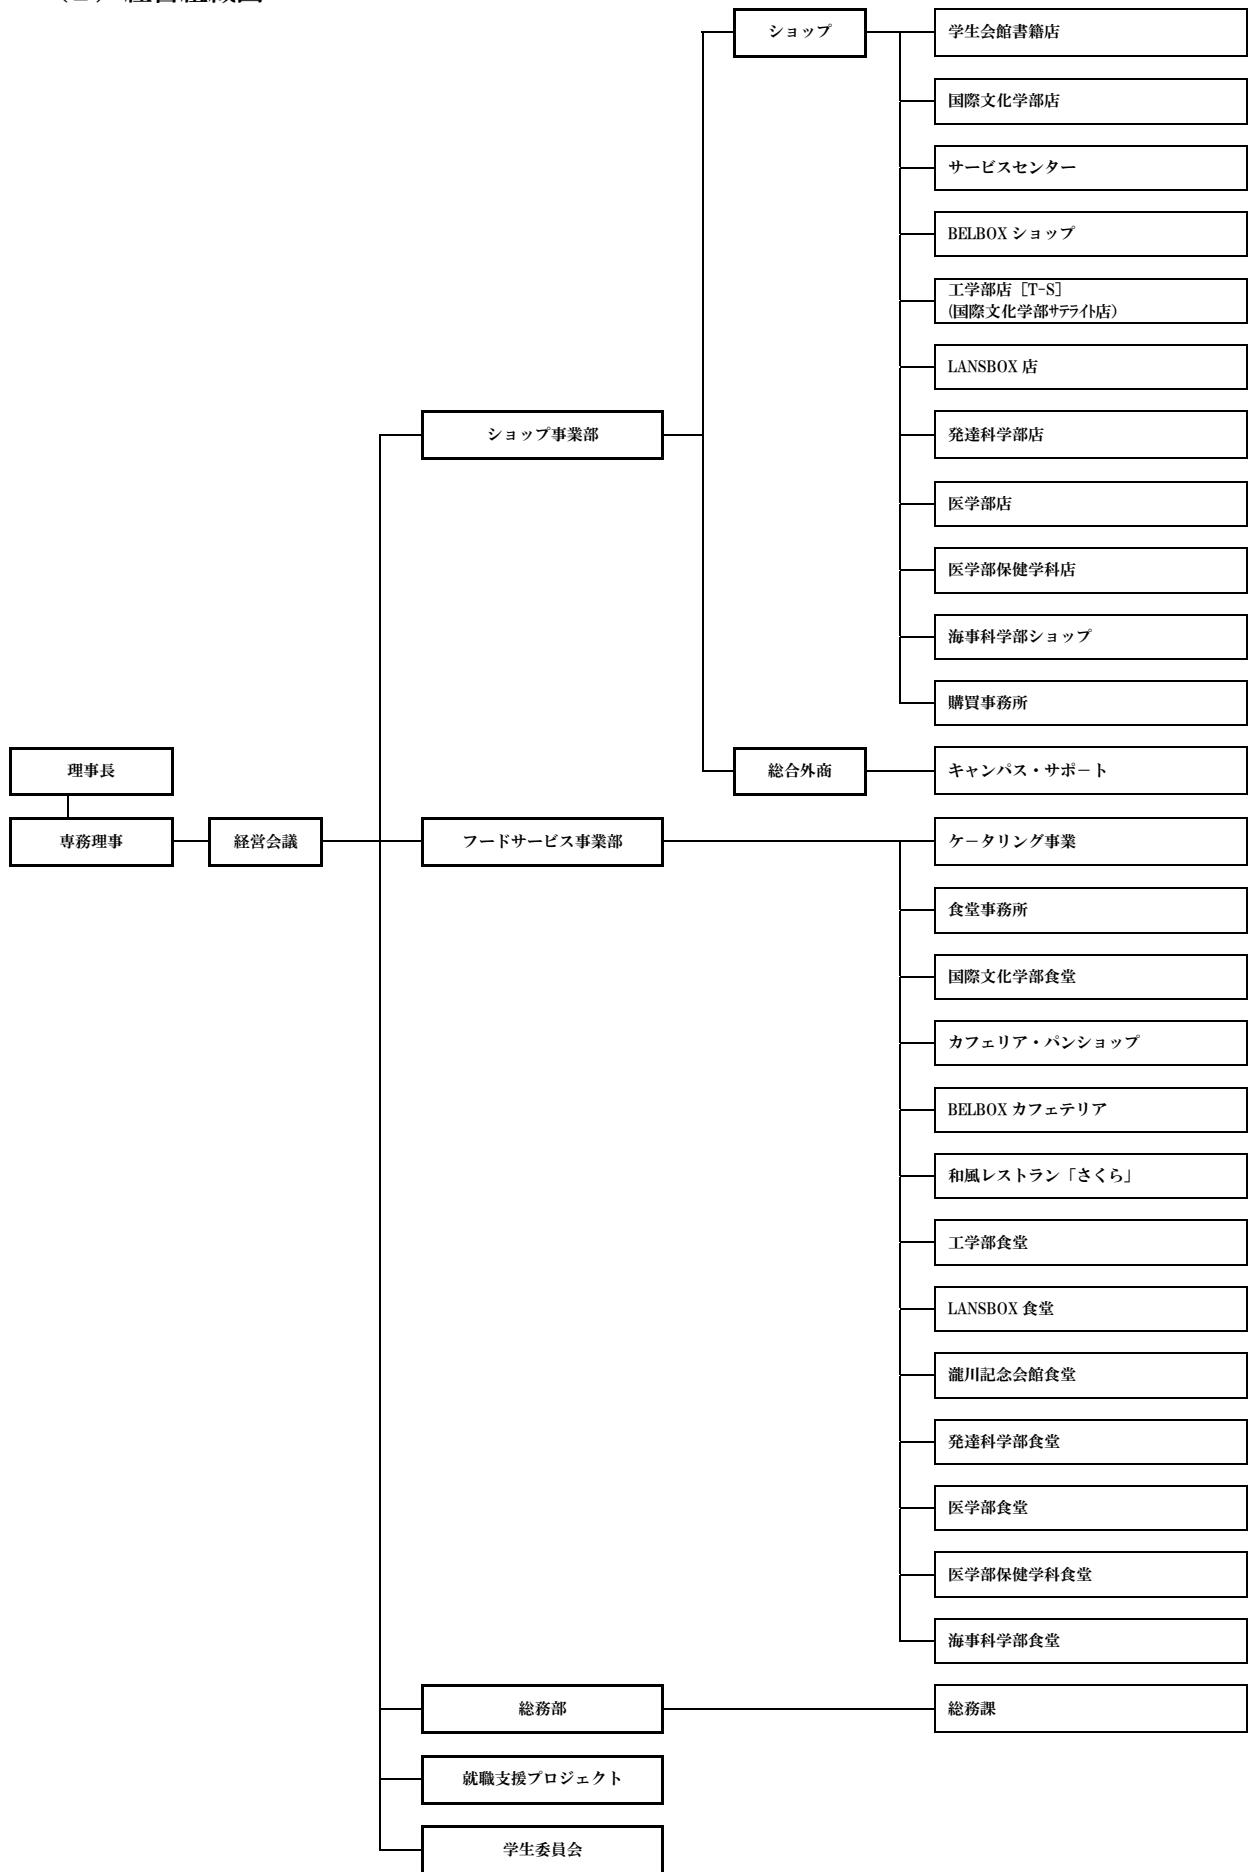 ショップ
学生会館書籍店
国際文化学部店
サービスセンター
BELBOX ショップ
工学部店［T-S］
(国際文化学部ｻﾃﾗｲﾄ店)
LANSBOX 店
ショップ事業部
発達科学部店
医学部店
医学部保健学科店
海事科学部ショップ
購買事務所
理事長
総合外商
キャンパス・サポート
専務理事
経営会議
フードサービス事業部
ケータリング事業
食堂事務所
国際文化学部食堂
カフェリア・パンショップ
BELBOX カフェテリア
和風レストラン「さくら」
工学部食堂
LANSBOX 食堂
瀧川記念会館食堂
発達科学部食堂
医学部食堂
医学部保健学科食堂
海事科学部食堂
総務部
総務課
就職支援プロジェクト
学生委員会